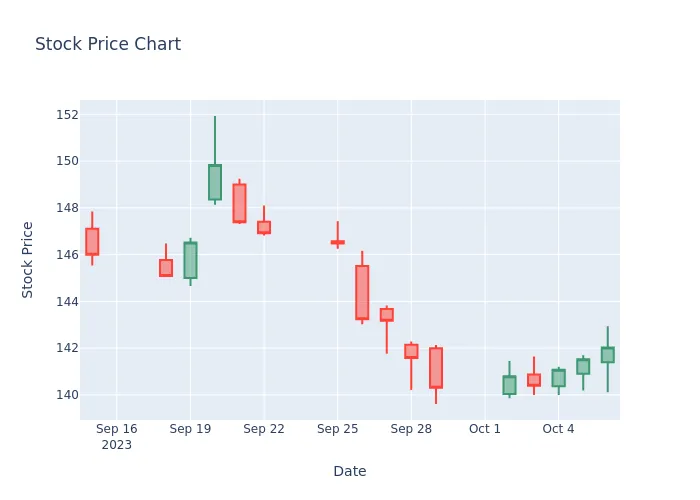 Stock Price Chart
152
150
148
146
144
142
140
Stock Price
Sep 16
2023
Sep 19
Sep 22
Sep 25
Sep 28
Oct 1
Oct 4
Date